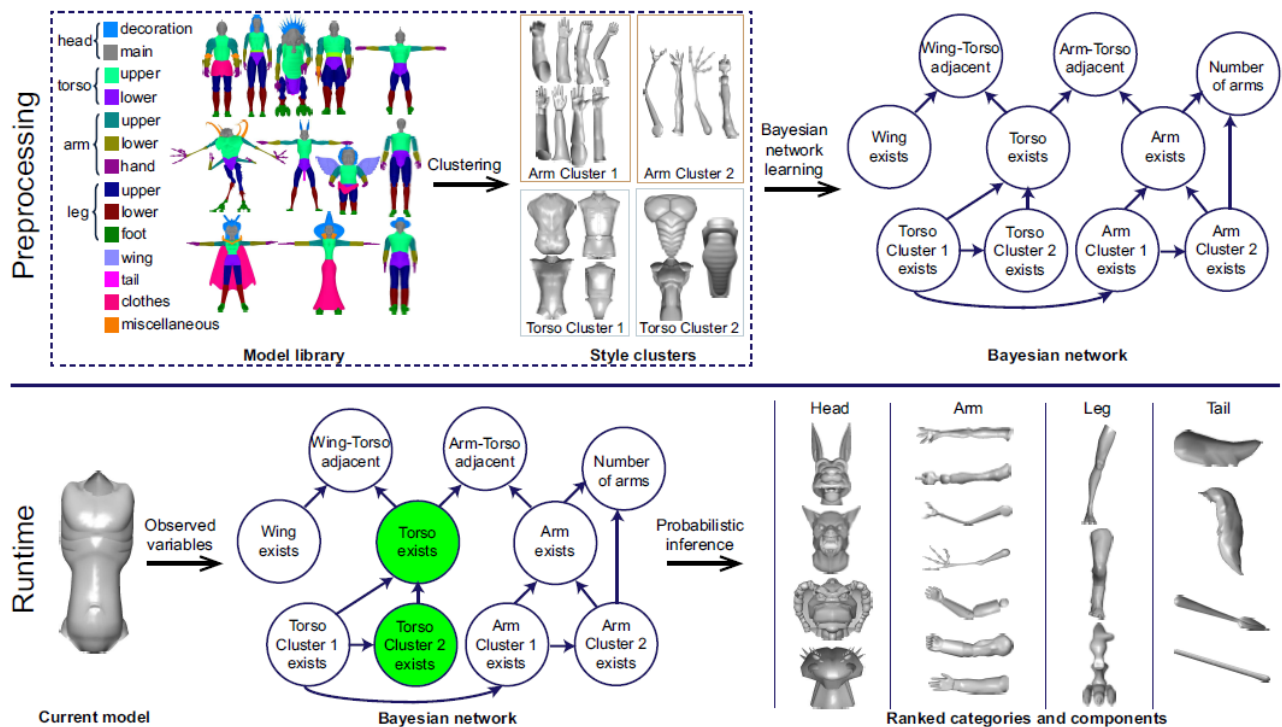 Preprocessing
head
decoration
main
torso
upper
lower
arm
upper
lower
hand
leg
upper
lower
foot
wing
tail
clothes
miscellaneous
Model library
Clustering
Arm Cluster 1
Arm Cluster 2
Torso Cluster 1
Torso Cluster 2
Style clusters
Bayesian
network
learning
Wing-Torso
adjacent
Arm-Torso
adjacent
Number
of arms
Wing
exists
Torso
exists
Arm
exists
Torso
Cluster 1
exists
Torso
Cluster 2
exists
Arm
Cluster 1
exists
Arm
Cluster 2
exists
Bayesian network
Runtime
Current model
Observed
variables
Wing-Torso
adjacent
Arm-Torso
adjacent
Number
of arms
Wing
exists
Torso
exists
Arm
exists
Torso
Cluster 1
exists
Torso
Cluster 2
exists
Arm
Cluster 1
exists
Arm
Cluster 2
exists
Bayesian network
Probabilistic
inference
Head
Arm
Leg
Tail
Ranked categories and components